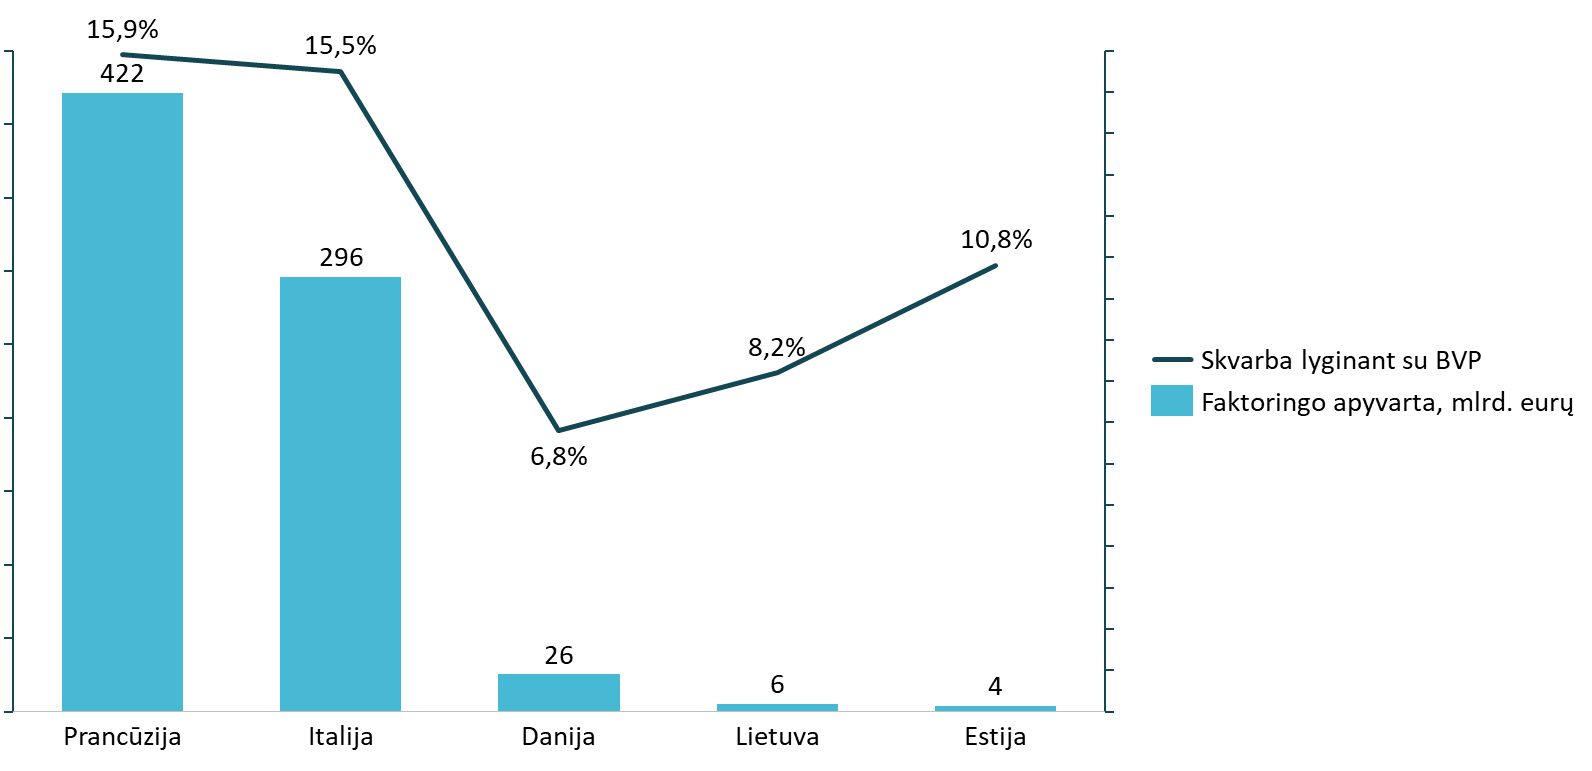 15,9%
15,5%
422
10,8%
296
8,2%
6,8%
26
6
4
Prancūzija
Italija
Danija
Lietuva
Estija
Skvarba lyginant su BVP
Faktoringo apyvarta, mlrd. eurų